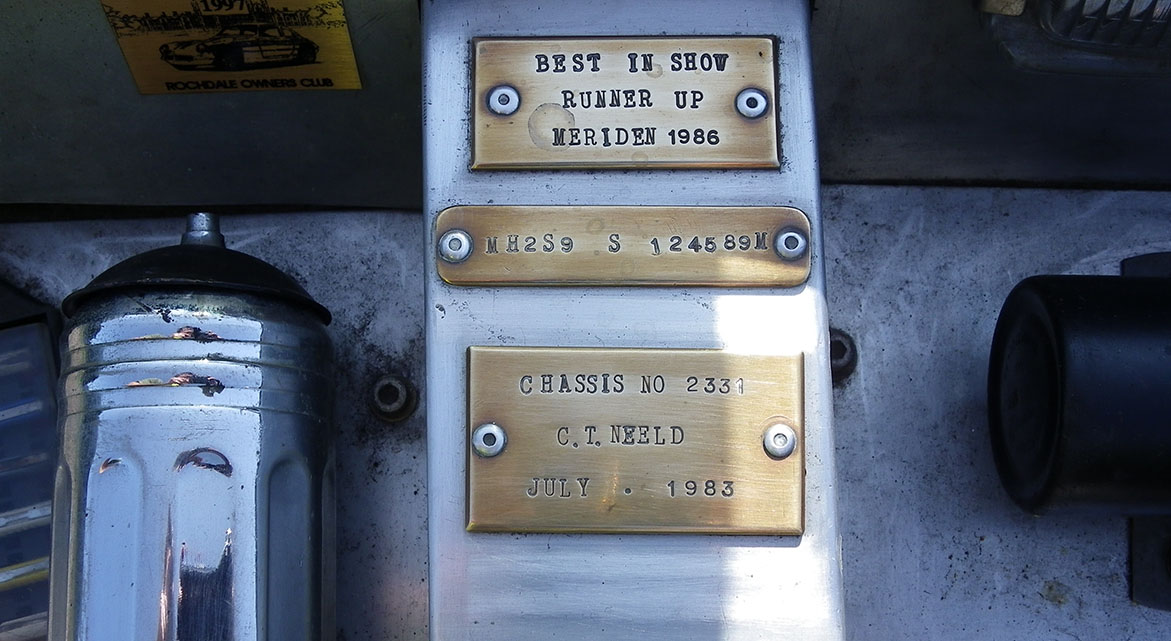 1997
ROCHDALE OWNERS CLUB
BEST IN SHOW
RUNNER UP
MERIDEN 1986
MH2S9 S 124589M
CHASSIS NO 2331
C.T. NEELD
JULY . 1983